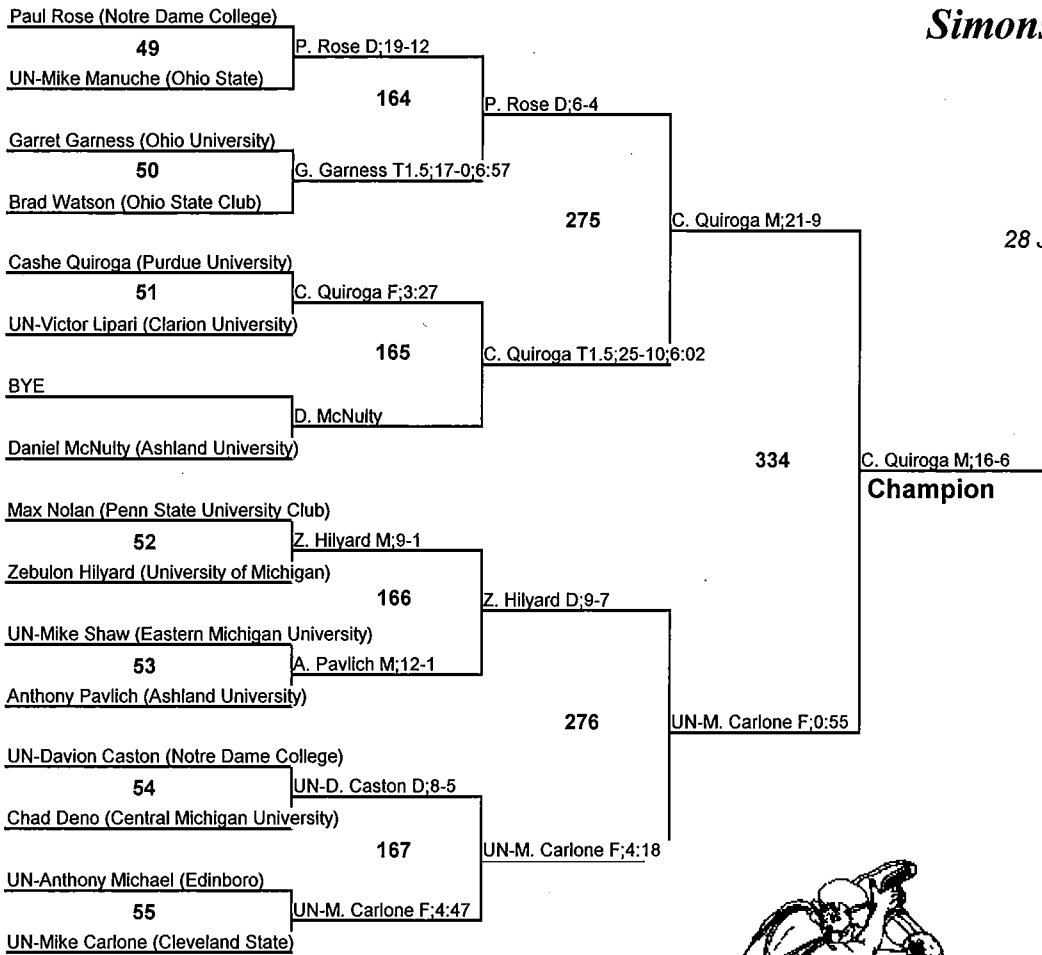 Paul Rose (Notre Dame College)
Simons
49
P. Rose D;19-12
UN-Mike Manuche (Ohio State)
164
P. Rose D;6-4
Garret Garness (Ohio University)
50
G. Garness T1.5;17-0;6:57
Brad Watson (Ohio State Club)
275
C. Quiroga M;21-9
28 J
Cashe Quiroga (Purdue University)
51
C. Quiroga F;3:27
UN-Victor Lipari (Clarion University)
165
C. Quiroga T1.5;25-10;6:02
BYE
D. McNulty
Daniel McNulty (Ashland University)
334
C. Quiroga M;16-6
Champion
Max Nolan (Penn State University Club)
52
Z. Hilyard M;9-1
Zebulon Hilyard (University of Michigan)
166
Z. Hilyard D;9-7
UN-Mike Shaw (Eastern Michigan University)
53
A. Pavlich M;12-1
Anthony Pavlich (Ashland University)
276
UN-M. Carlone F;0:55
UN-Davion Caston (Notre Dame College)
54
UN-D. Caston D;8-5
Chad Deno (Central Michigan University)
167
UN-M. Carlone F;4:18
UN-Anthony Michael (Edinboro)
55
UN-M. Carlone F;4:47
UN-Mike Carlone (Cleveland State)